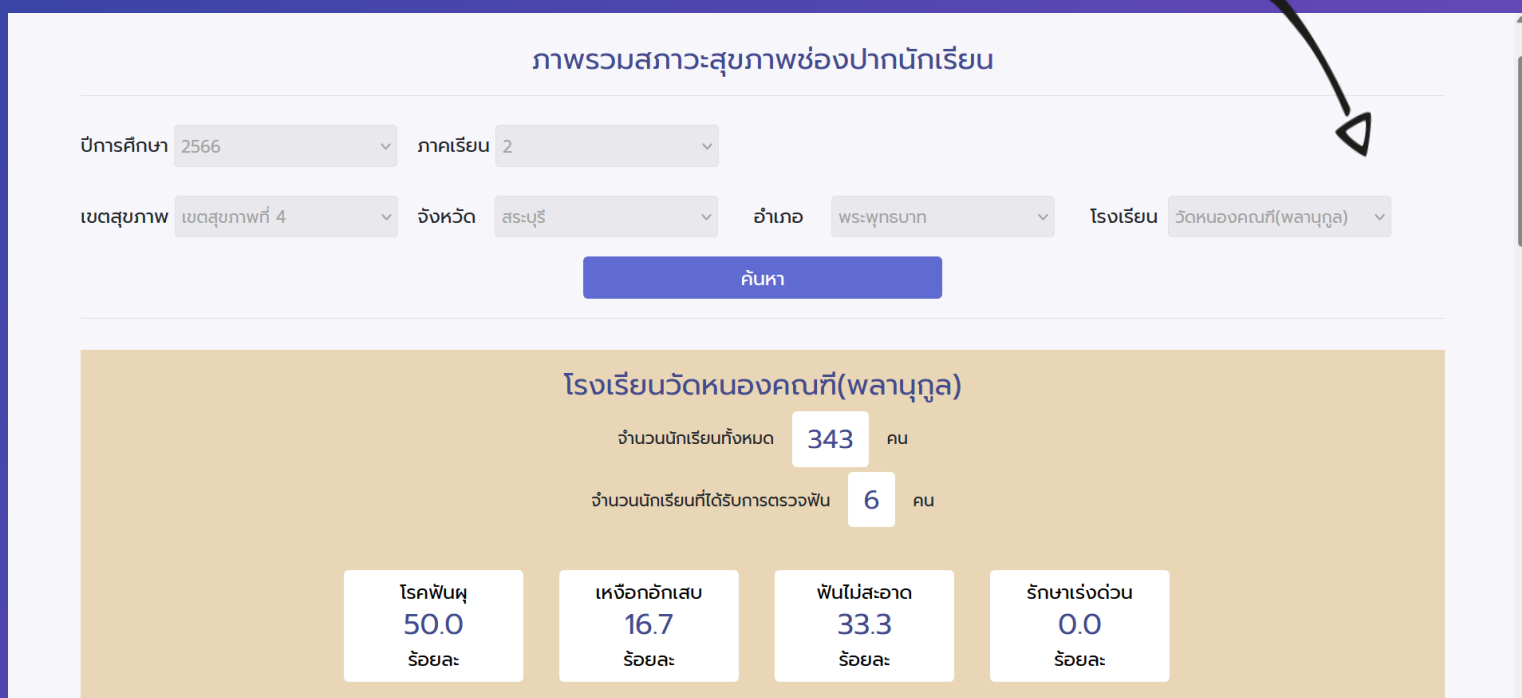 ภาพรวมสภาวะสุขภาพช่องปากนักเรียน
ปีการศึกษา 2566 ภาคเรียน 2
เขตสุขภาพ เขตสุขภาพที่ 4 จังหวัด สระบุรี อำเภอ พระพุทธบาท โรงเรียน วัดหนองคณฑี(พลานุกูล)
ค้นหา
โรงเรียนวัดหนองคณฑี(พลานุกูล)
จำนวนนักเรียนทั้งหมด 343 คน
จำนวนนักเรียนที่ได้รับการตรวจฟัน 6 คน
โรคฟันผุ เหงือกอักเสบ ฟันไม่สะอาด รักษาเร่งด่วน
50.0 16.7 33.3 0.0
ร้อยละ ร้อยละ ร้อยละ ร้อยละ